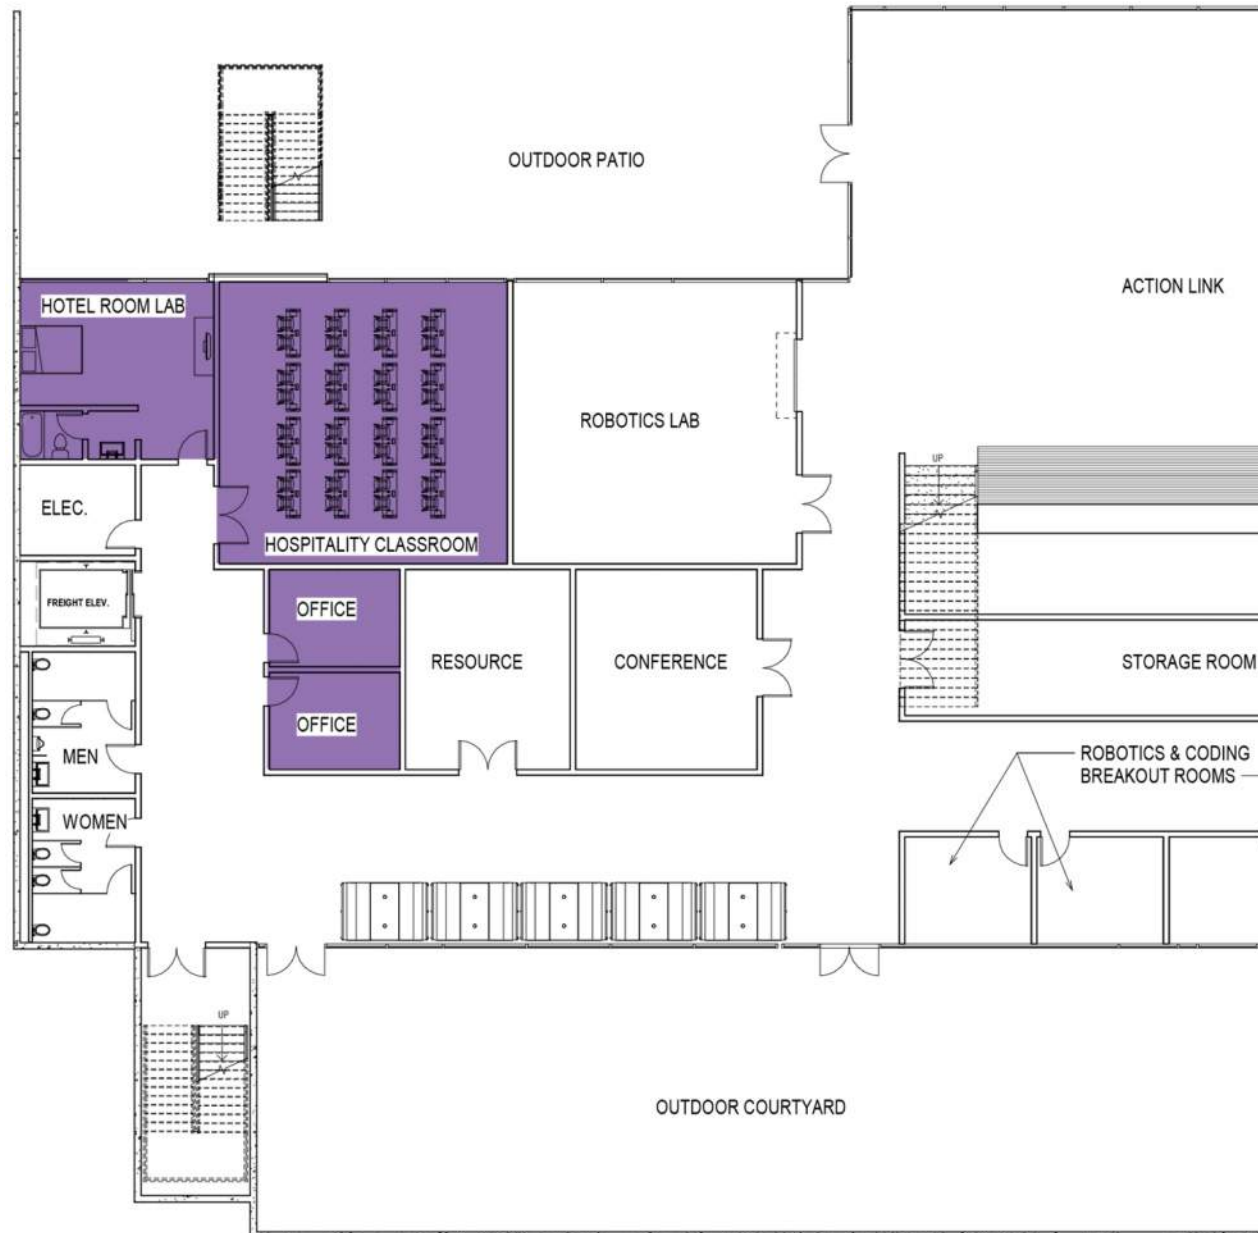 OUTDOOR PATIO
ACTION LINK
HOTEL ROOM LAB
ROBOTICS LAB
UP
ELEC.
HOSPITALITY CLASSROOM
FREIGHT ELEV.
OFFICE
RESOURCE
CONFERENCE
STORAGE ROOM
OFFICE
MEN
ROBOTICS & CODING
BREAKOUT ROOMS
WOMEN
UP
OUTDOOR COURTYARD